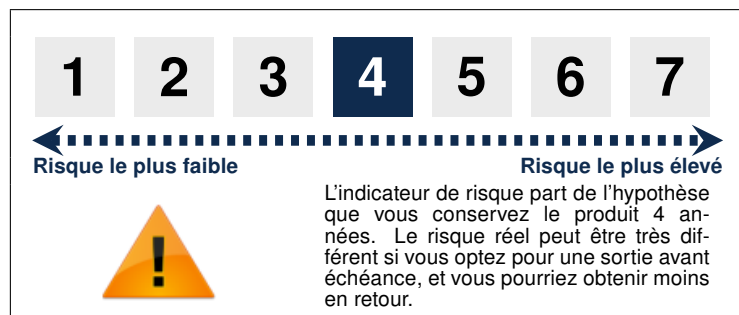 1 2 3 4 5 6 7
Risque le plus faible Risque le plus élevé
L'indicateur de risque part de l'hypothèse
que vous conservez le produit 4 an-
nées. Le risque réel peut être très dif-
férent si vous optez pour une sortie avant
échéance, et vous pourriez obtenir moins
en retour.